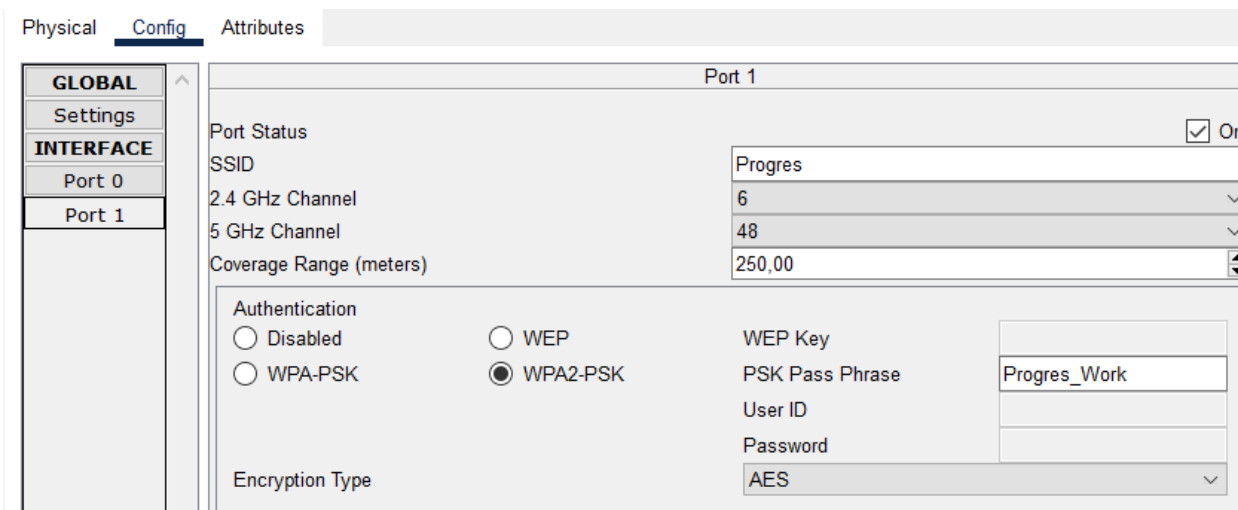 Physical Config Attributes
GLOBAL
Settings
INTERFACE
Port 0
Port 1
Port 1
Port Status On
SSID Progres
2.4 GHz Channel 6
5 GHz Channel 48
Coverage Range (meters) 250,00
Authentication
Disabled WEP WEP Key
WPA-PSK WPA2-PSK PSK Pass Phrase Progres_Work
User ID
Password
Encryption Type AES